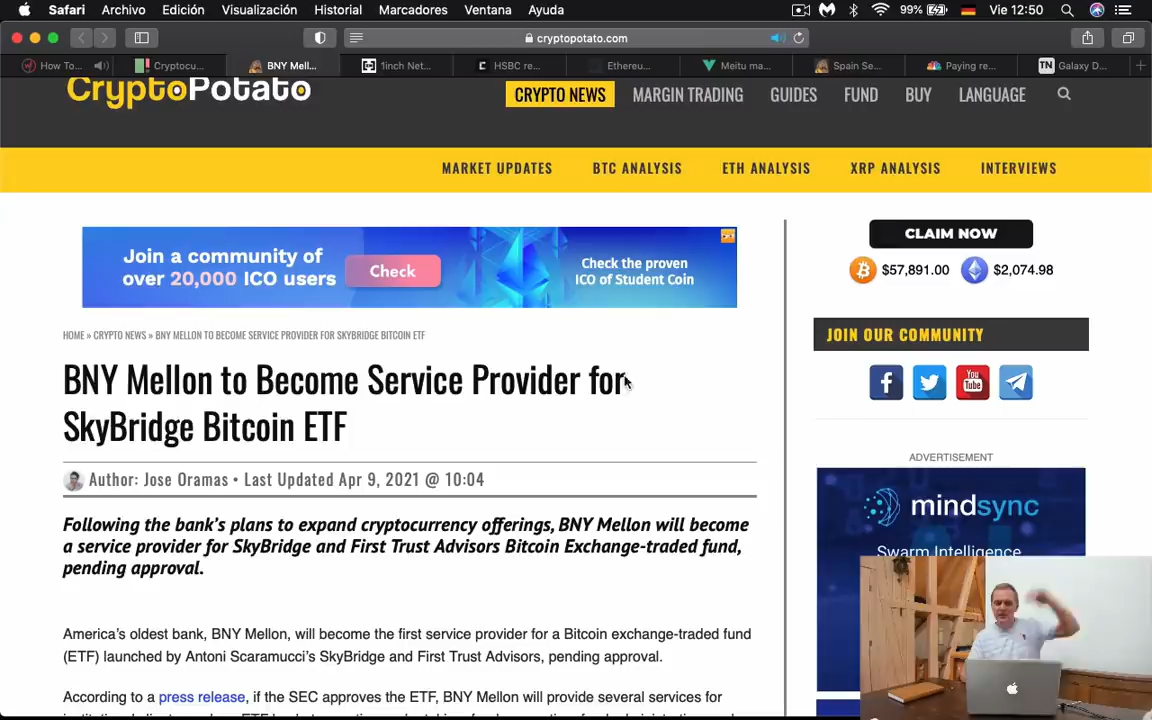 Safari Archivo Edición Visualización Historial Marcadores Ventana Ayuda 99% Vie 12:50
cryptopotato.com
How To... Cryptocu... BNY Mell... 1inch Net... HSBC re... Ethereu... Meitu ma... Spain Se... Paying re... TN Galaxy D...
CryptoPotato CRYPTO NEWS MARGIN TRADING GUIDES FUND BUY LANGUAGE
MARKET UPDATES BTC ANALYSIS ETH ANALYSIS XRP ANALYSIS INTERVIEWS
Join a community of
over 20,000 ICO users
Check
Check the proven
ICO of Student Coin
CLAIM NOW
$57,891.00 $2,074.98
HOME » CRYPTO NEWS » BNY MELLON TO BECOME SERVICE PROVIDER FOR SKYBRIDGE BITCOIN ETF
JOIN OUR COMMUNITY
You
Tube
BNY Mellon to Become Service Provider for
SkyBridge Bitcoin ETF
Author: Jose Oramas • Last Updated Apr 9, 2021 @ 10:04
ADVERTISEMENT
mindsync
Swarm Intelligence
Following the bank's plans to expand cryptocurrency offerings, BNY Mellon will become
a service provider for SkyBridge and First Trust Advisors Bitcoin Exchange-traded fund,
pending approval.
America's oldest bank, BNY Mellon, will become the first service provider for a Bitcoin exchange-traded fund
(ETF) launched by Antoni Scaramucci's SkyBridge and First Trust Advisors, pending approval.
According to a press release, if the SEC approves the ETF, BNY Mellon will provide several services for